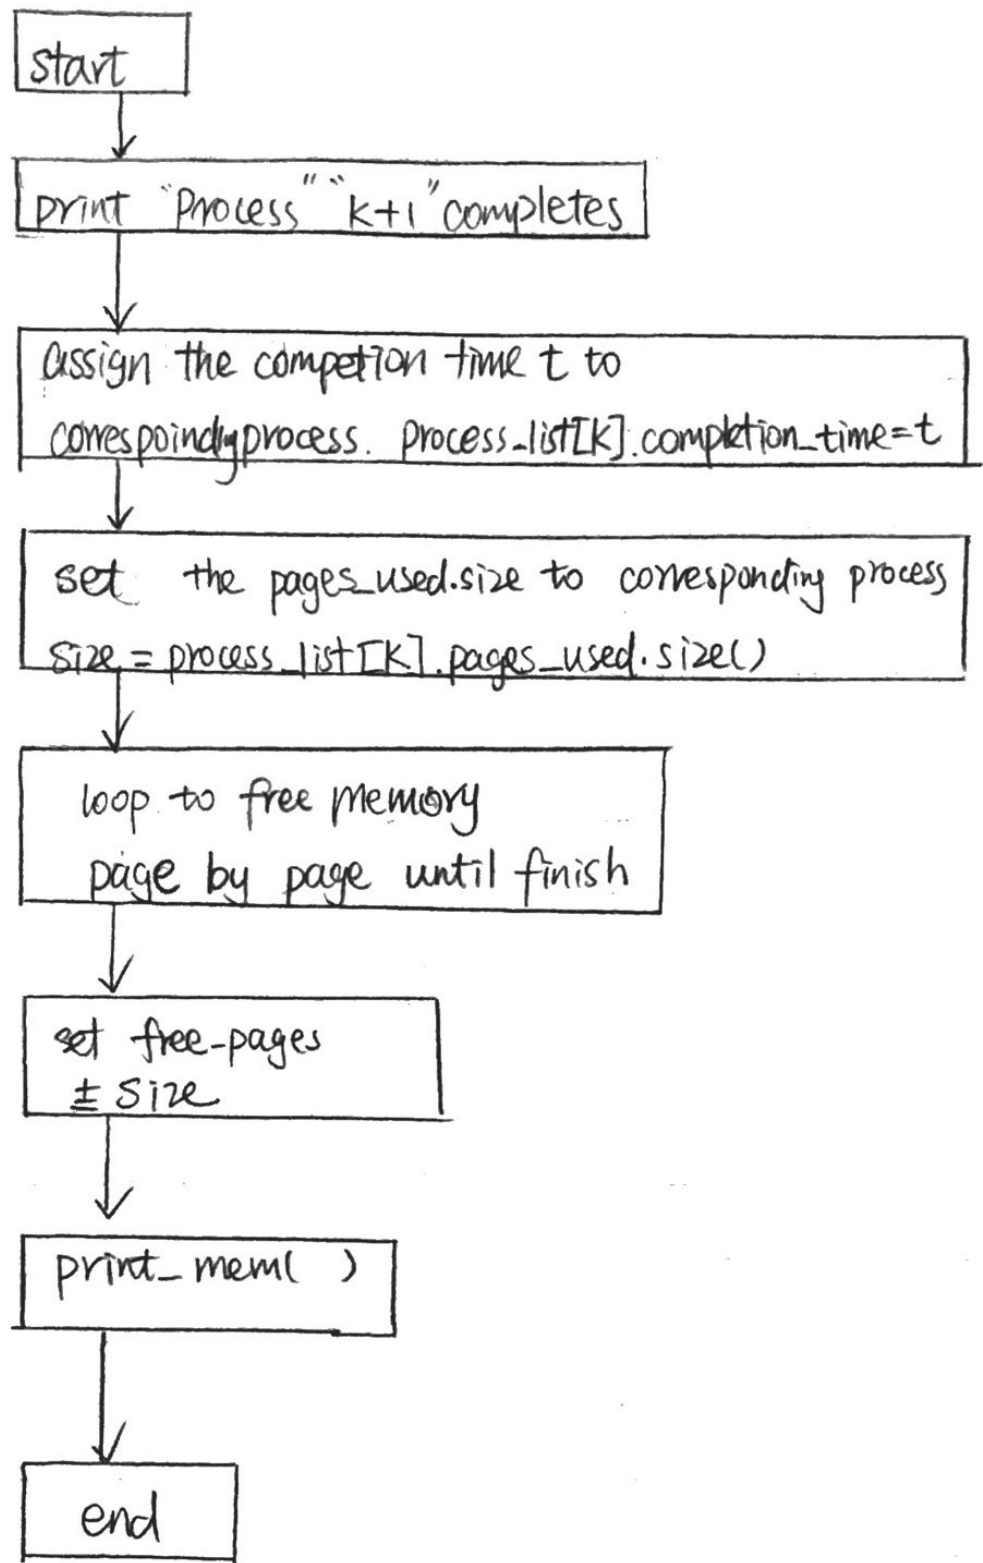 start
print "Process" "k+1" completes
assign the competion time t to
correspoindly process. process_list[K].completion_time=t
set the pages_used.size to corresponding process
size = process_list[K].pages_used.size()
loop to free memory
page by page until finish
set free-pages
± size
print_mem( )
end